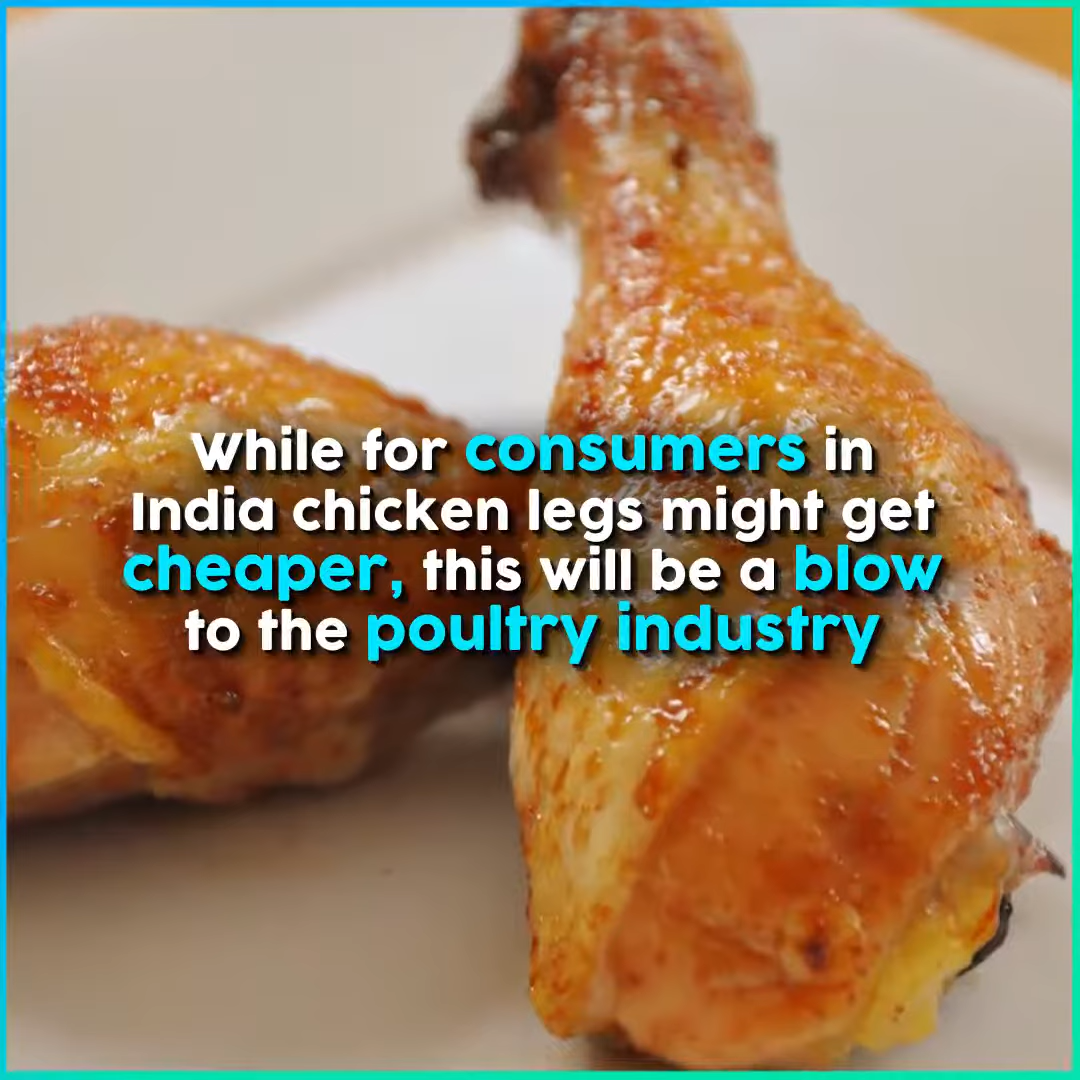 While for consumers in
India chicken legs might get
cheaper, this will be a blow
to the poultry industry